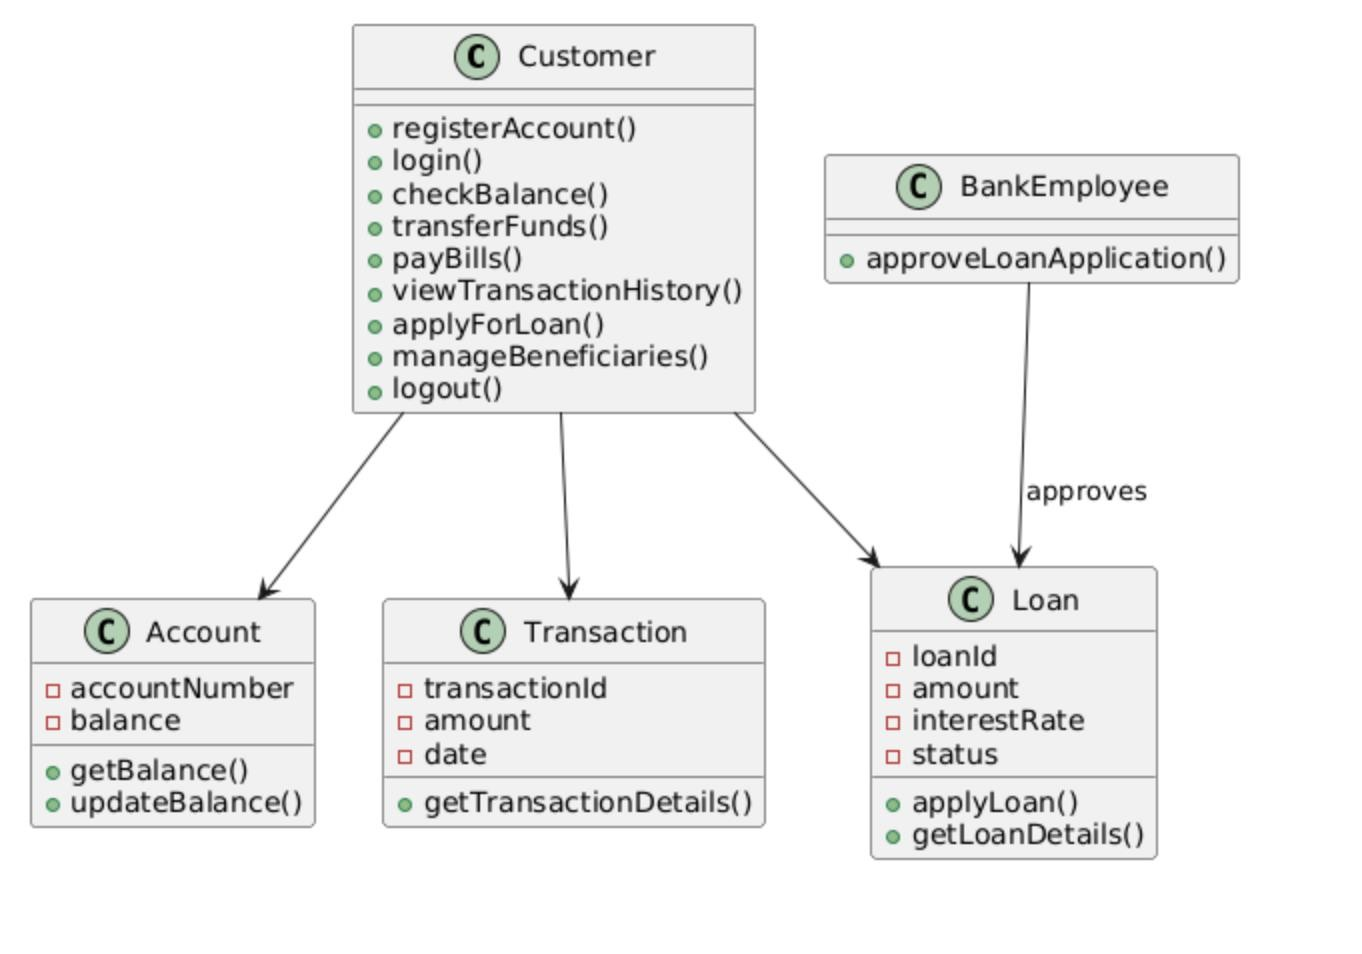 C Customer
registerAccount()
login()
checkBalance()
transferFunds()
payBills()
viewTransactionHistory()
applyForLoan()
manageBeneficiaries()
logout()
C BankEmployee
approveLoanApplication()
approves
C Account
accountNumber
balance
getBalance()
updateBalance()
C Transaction
transactionId
amount
date
getTransactionDetails()
C Loan
loanId
amount
interestRate
status
applyLoan()
getLoanDetails()